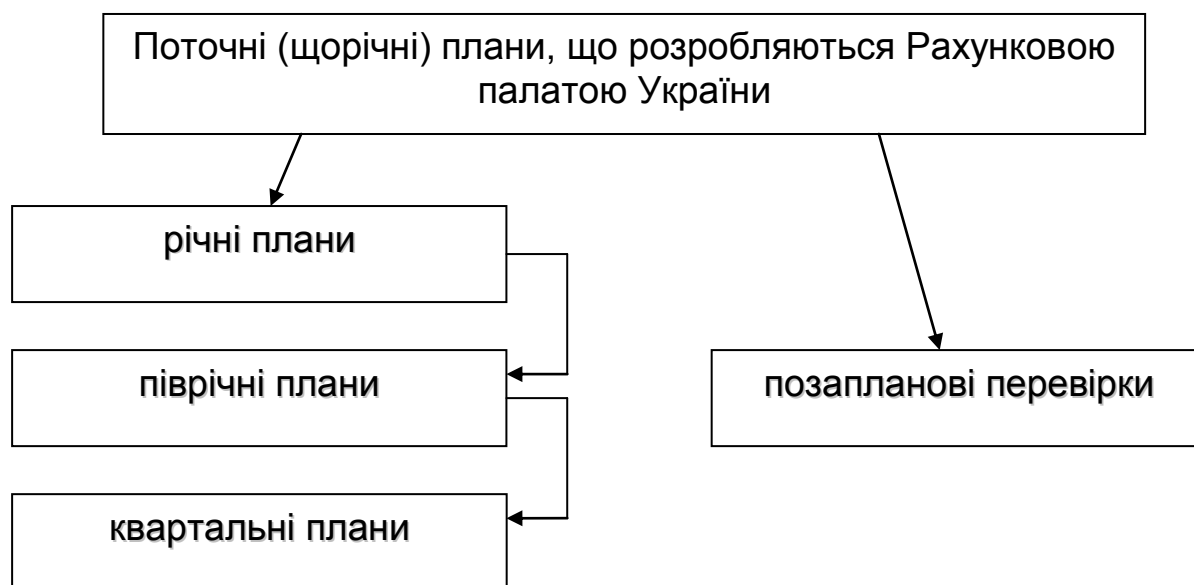 Поточні (щорічні) плани, що розробляються Рахунковою
палатою України
річні плани
піврічні плани
позапланові перевірки
квартальні плани